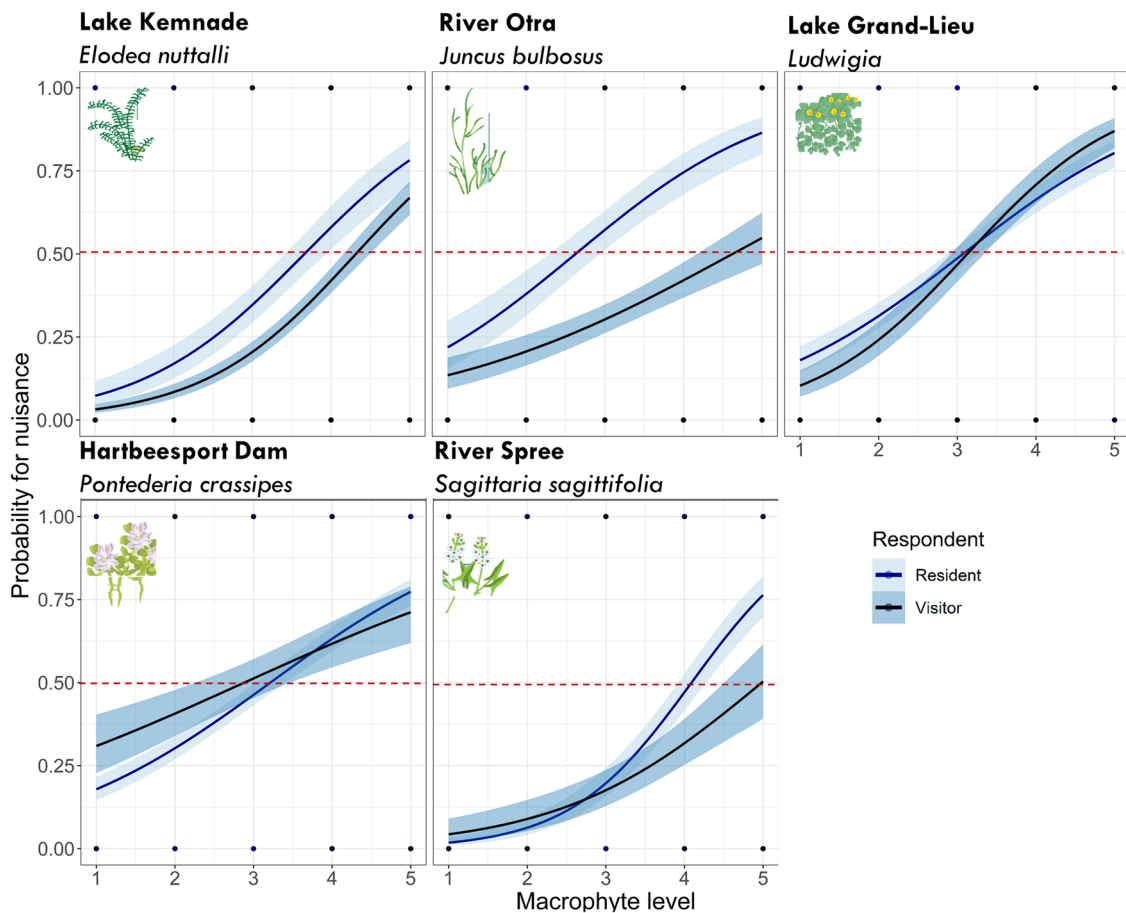 Lake Kemnade
Elodea nuttalli
River Otra
Juncus bulbosus
Lake Grand-Lieu
Ludwigia
1.00
0.75
0.50
0.25
0.00
1 2 3 4 5
Hartbeesport Dam
Pontederia crassipes
River Spree
Sagittaria sagittifolia
1.00
0.75
0.50
0.25
0.00
1 2 3 4 5
1 2 3 4 5
Probability for nuisance
Macrophyte level
Respondent
Resident
Visitor